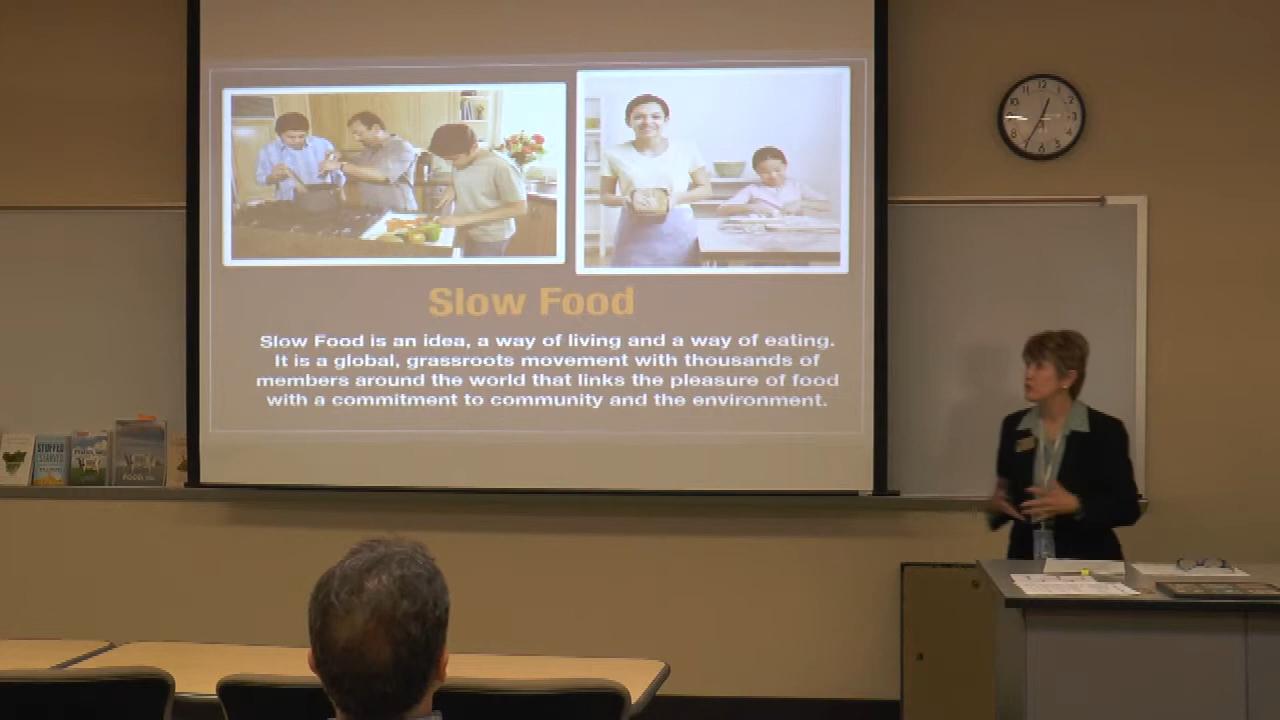 Slow Food
Slow Food is an idea, a way of living and a way of eating.
It is a global, grassroots movement with thousands of
members around the world that links the pleasure of food
with a commitment to community and the environment.
12
STUFFED